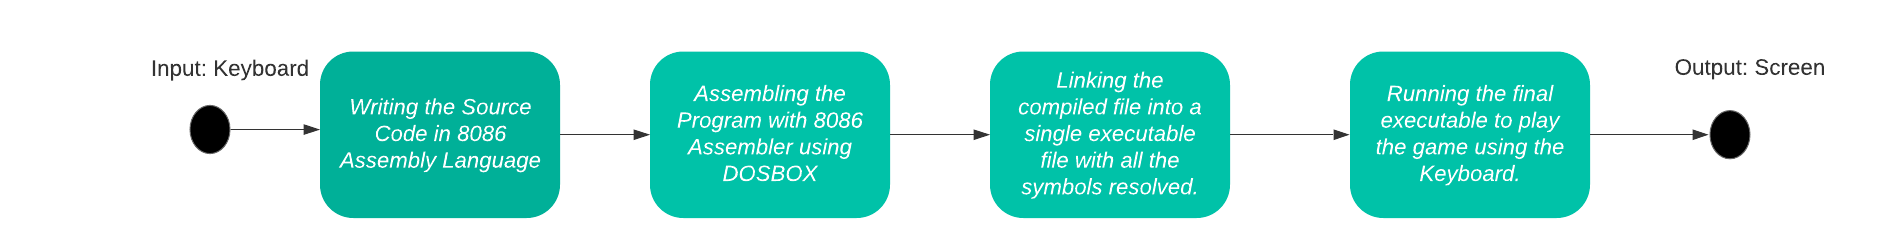 Input: Keyboard
Writing the Source
Code in 8086
Assembly Language
Assembling the
Program with 8086
Assembler using
DOSBOX
Linking the
compiled file into a
single executable
file with all the
symbols resolved.
Running the final
executable to play
the game using the
Keyboard.
Output: Screen